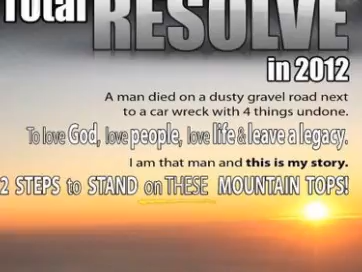 Total
RESOLVE
in 2012
A man died on a dusty gravel road next
to a car wreck with 4 things undone.
To love God, love people, love life & leave a legacy.
I am that man and this is my story.
2 STEPS to STAND on THESE MOUNTAIN TOPS!